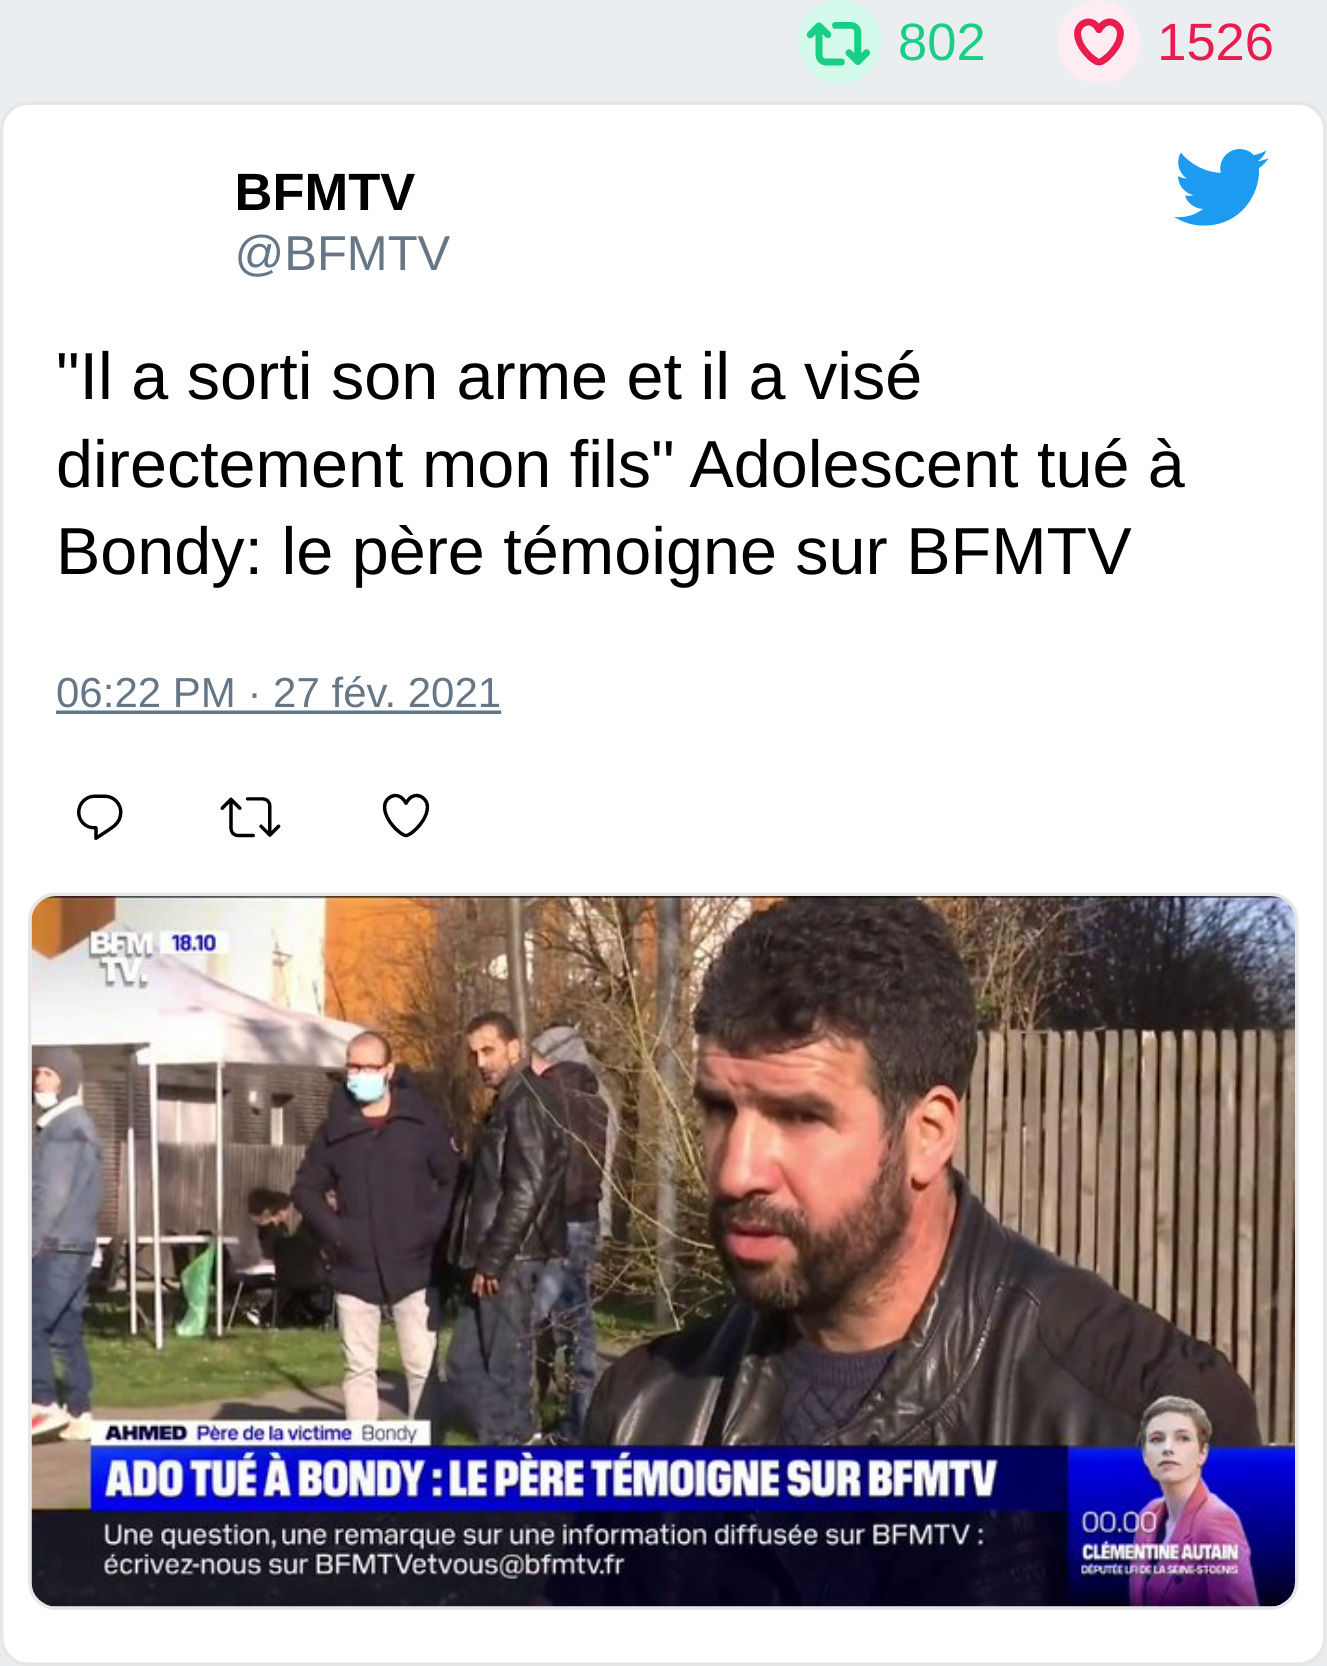 802 1526
BFMTV
@BFMTV
"Il a sorti son arme et il a visé
directement mon fils" Adolescent tué à
Bondy: le père témoigne sur BFMTV
06:22 PM · 27 fév. 2021
BFM 18.10
TV.
AHMED Père de la victime Bondy
ADO TUÉ À BONDY : LE PÈRE TÉMOIGNE SUR BFMTV
Une question, une remarque sur une information diffusée sur BFMTV :
écrivez-nous sur BFMTVetvous@bfmtv.fr
00.00
CLÉMENTINE AUTAIN
DÉPUTÉE LFI DE LA SEINE-ST-DENIS